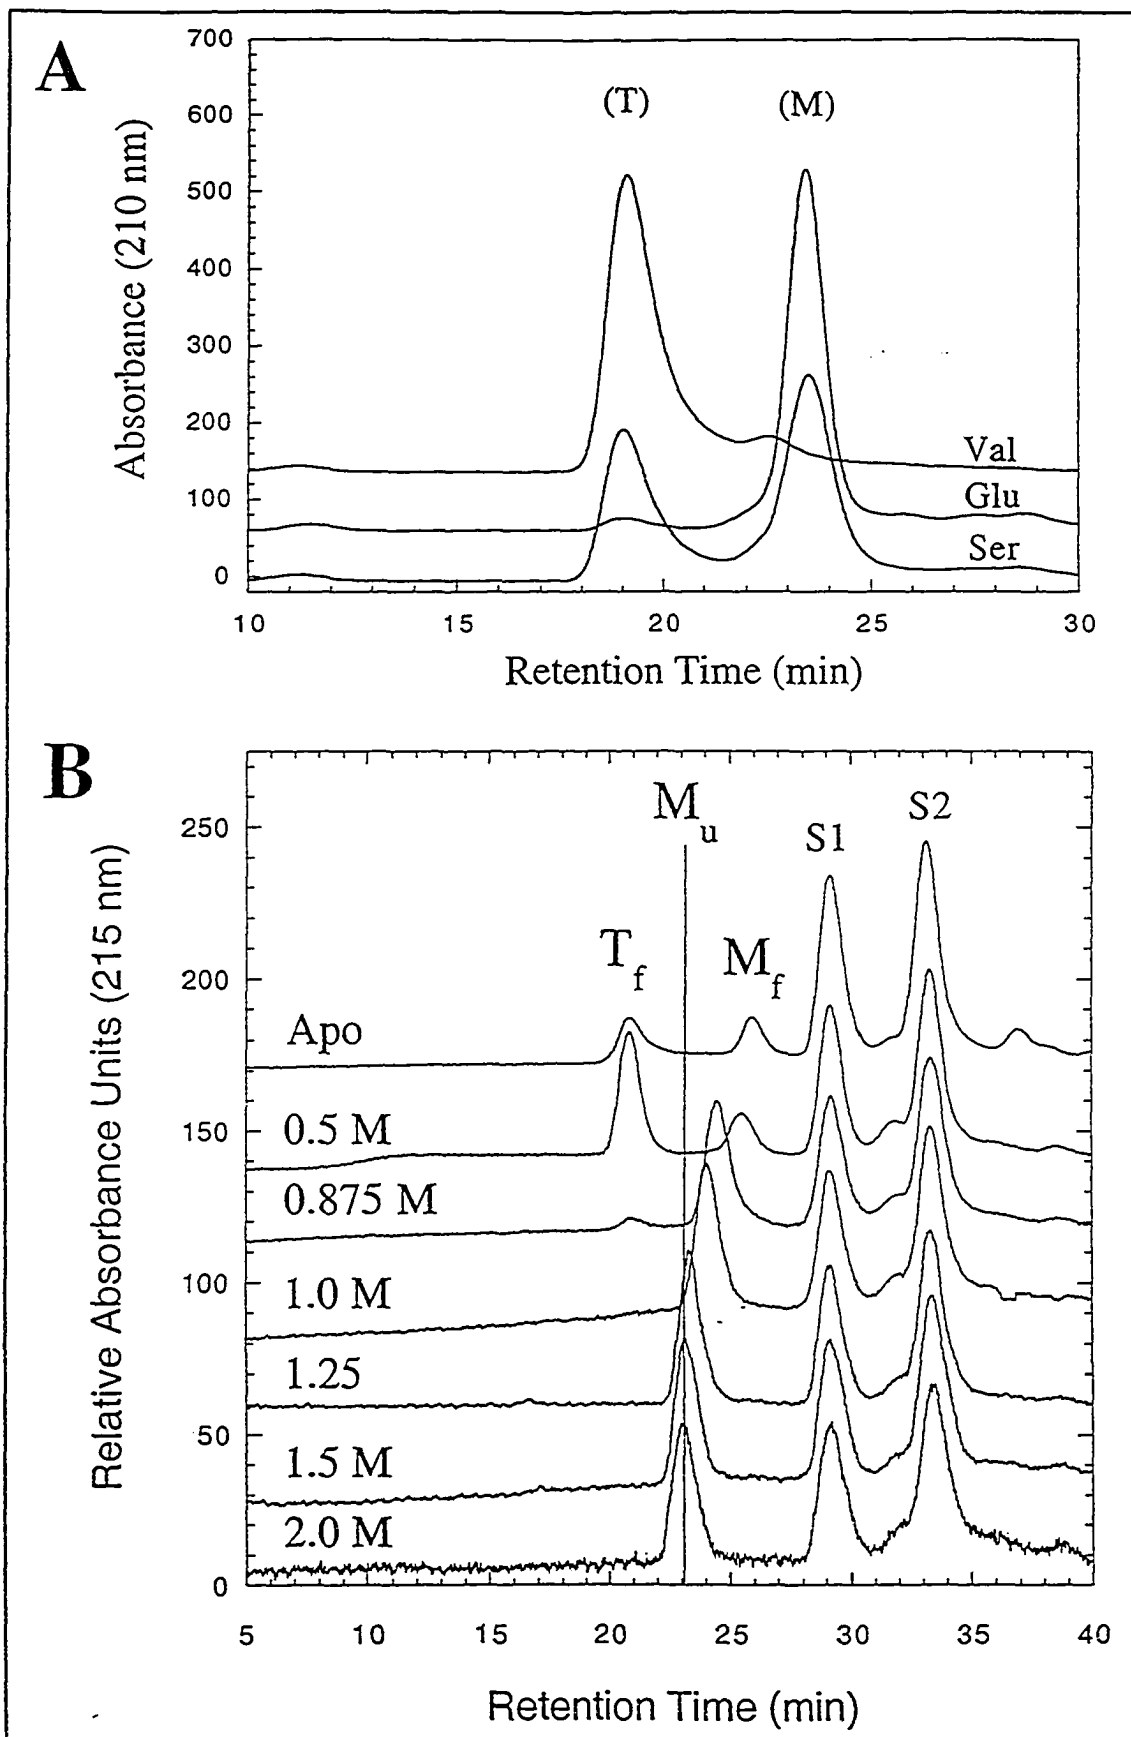 A
700
600
500
400
300
200
100
0
Absorbance (210 nm)
(T)
(M)
Val
Glu
Ser
10 15 20 25 30
Retention Time (min)
B
250
200
150
100
50
0
Relative Absorbance Units (215 nm)
Mu
S1
S2
Tf
Mf
Apo
0.5 M
0.875 M
1.0 M
1.25
1.5 M
2.0 M
5 10 15 20 25 30 35 40
Retention Time (min)